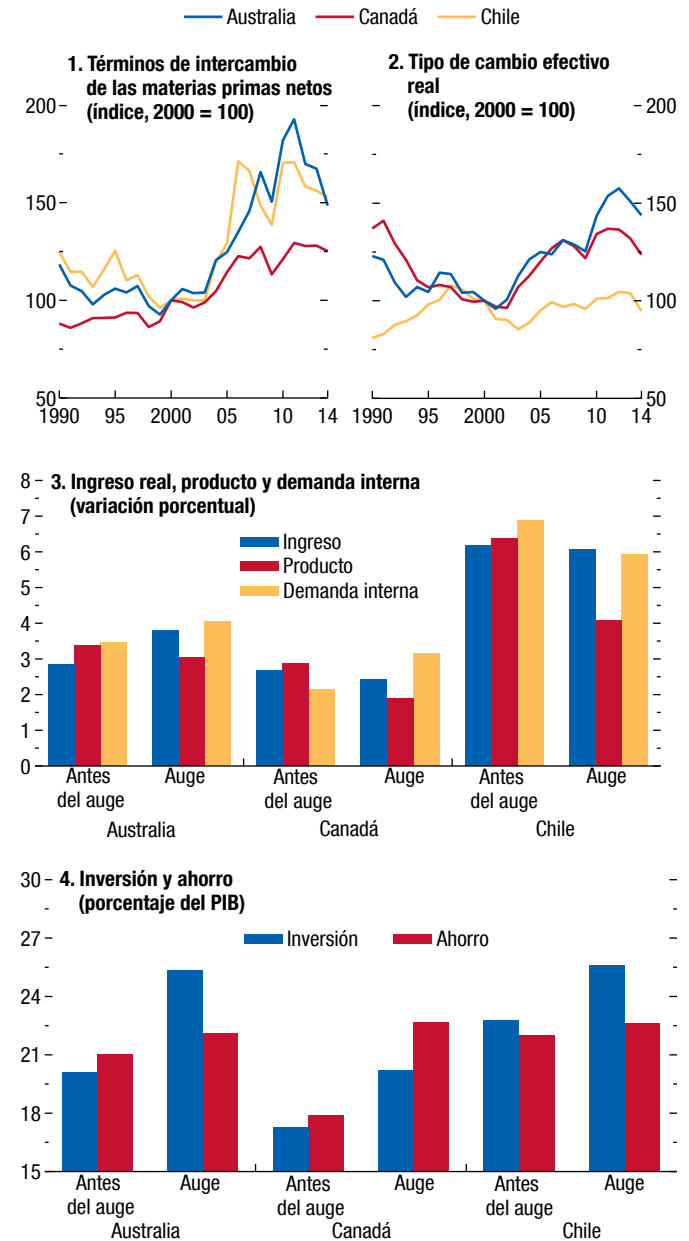 Australia Canadá Chile
1. Términos de intercambio
de las materias primas netos
(índice, 2000 = 100)
200
150
100
50
1990 95 2000 05 10 14
2. Tipo de cambio efectivo
real
(índice, 2000 = 100)
200
150
100
50
1990 95 2000 05 10 14
3. Ingreso real, producto y demanda interna
(variación porcentual)
Ingreso
Producto
Demanda interna
8
7
6
5
4
3
2
1
0
Antes
del auge
Auge
Antes
del auge
Auge
Antes
del auge
Auge
Australia Canadá Chile
4. Inversión y ahorro
(porcentaje del PIB)
Inversión Ahorro
30
27
24
21
18
15
Antes
del auge
Auge
Antes
del auge
Auge
Antes
del auge
Auge
Australia Canadá Chile